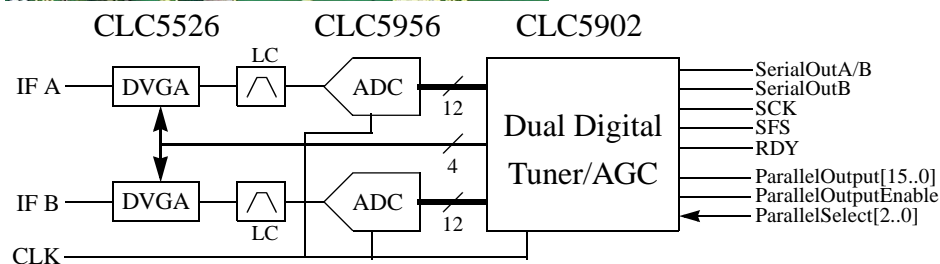 CLC5526 CLC5956 CLC5902
LC
IF A DVGA ADC 12
SerialOutA/B
SerialOutB
SCK
SFS
RDY
Dual Digital
Tuner/AGC
4
ParallelOutput[15..0]
ParallelOutputEnable
ParallelSelect[2..0]
IF B DVGA ADC 12
LC
CLK